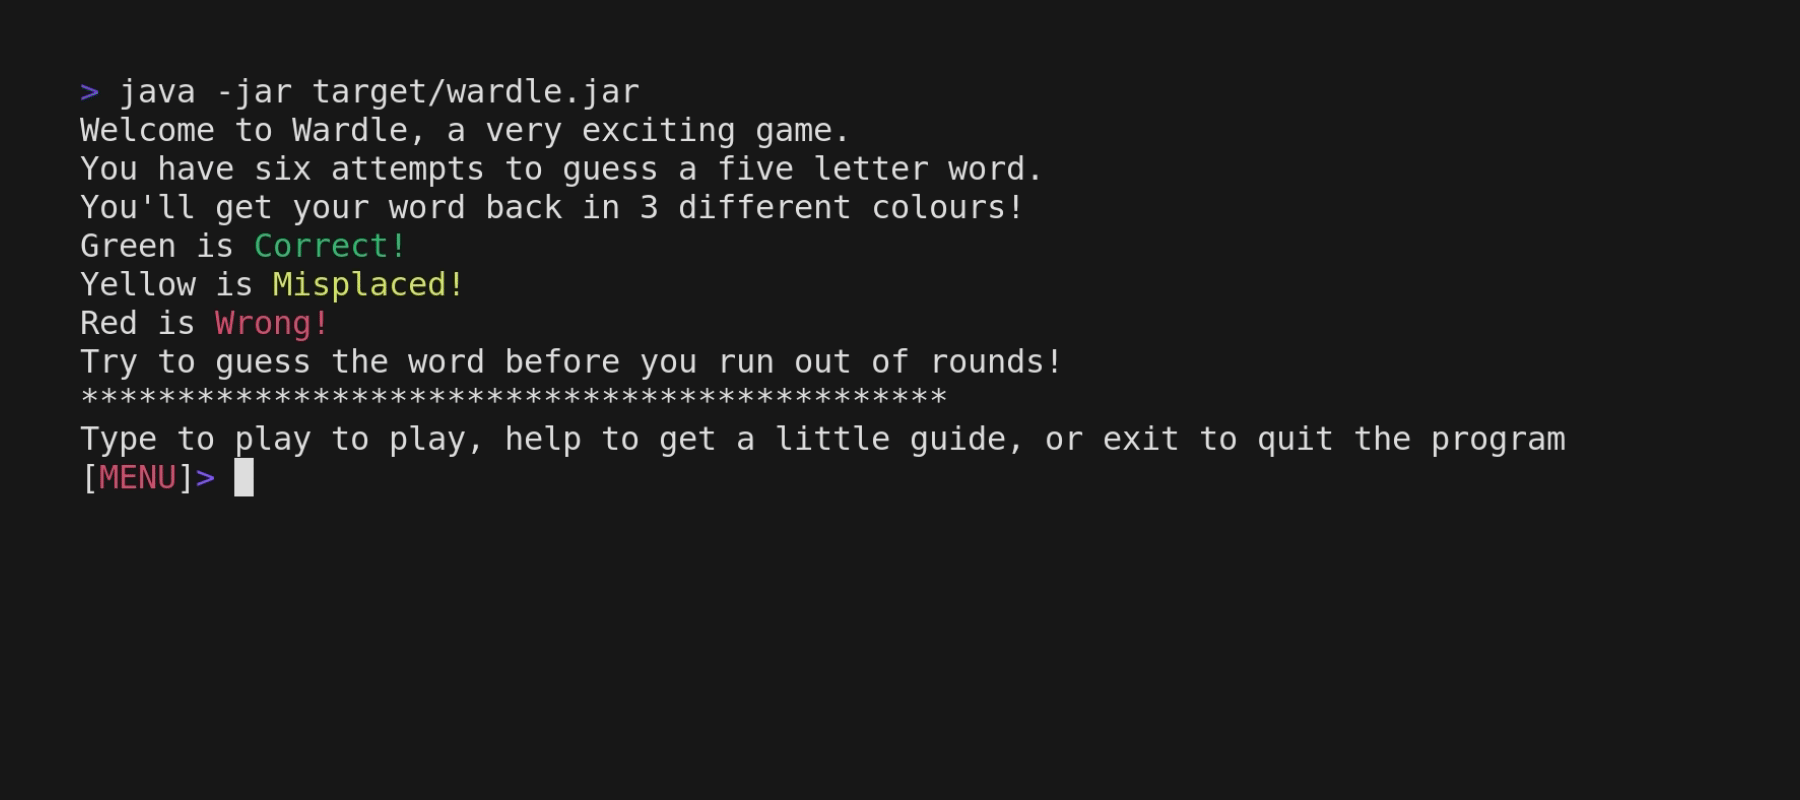 > java -jar target/wardle.jar
Welcome to Wardle, a very exciting game.
You have six attempts to guess a five letter word.
You'll get your word back in 3 different colours!
Green is Correct!
Yellow is Misplaced!
Red is Wrong!
Try to guess the word before you run out of rounds!
*********************************************
Type to play to play, help to get a little guide, or exit to quit the program
[MENU]>